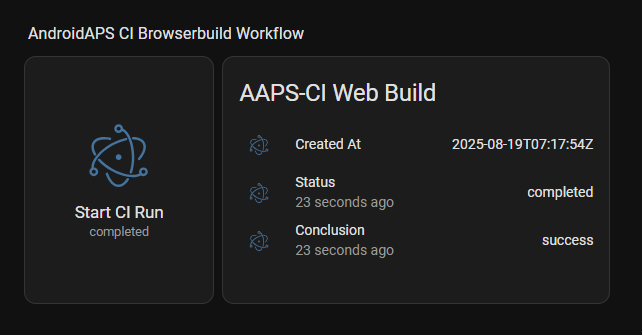 AndroidAPS CI Browserbuild Workflow
Start CI Run
completed
AAPS-CI Web Build
Created At 2025-08-19T07:17:54Z
Status
23 seconds ago completed
Conclusion
23 seconds ago success